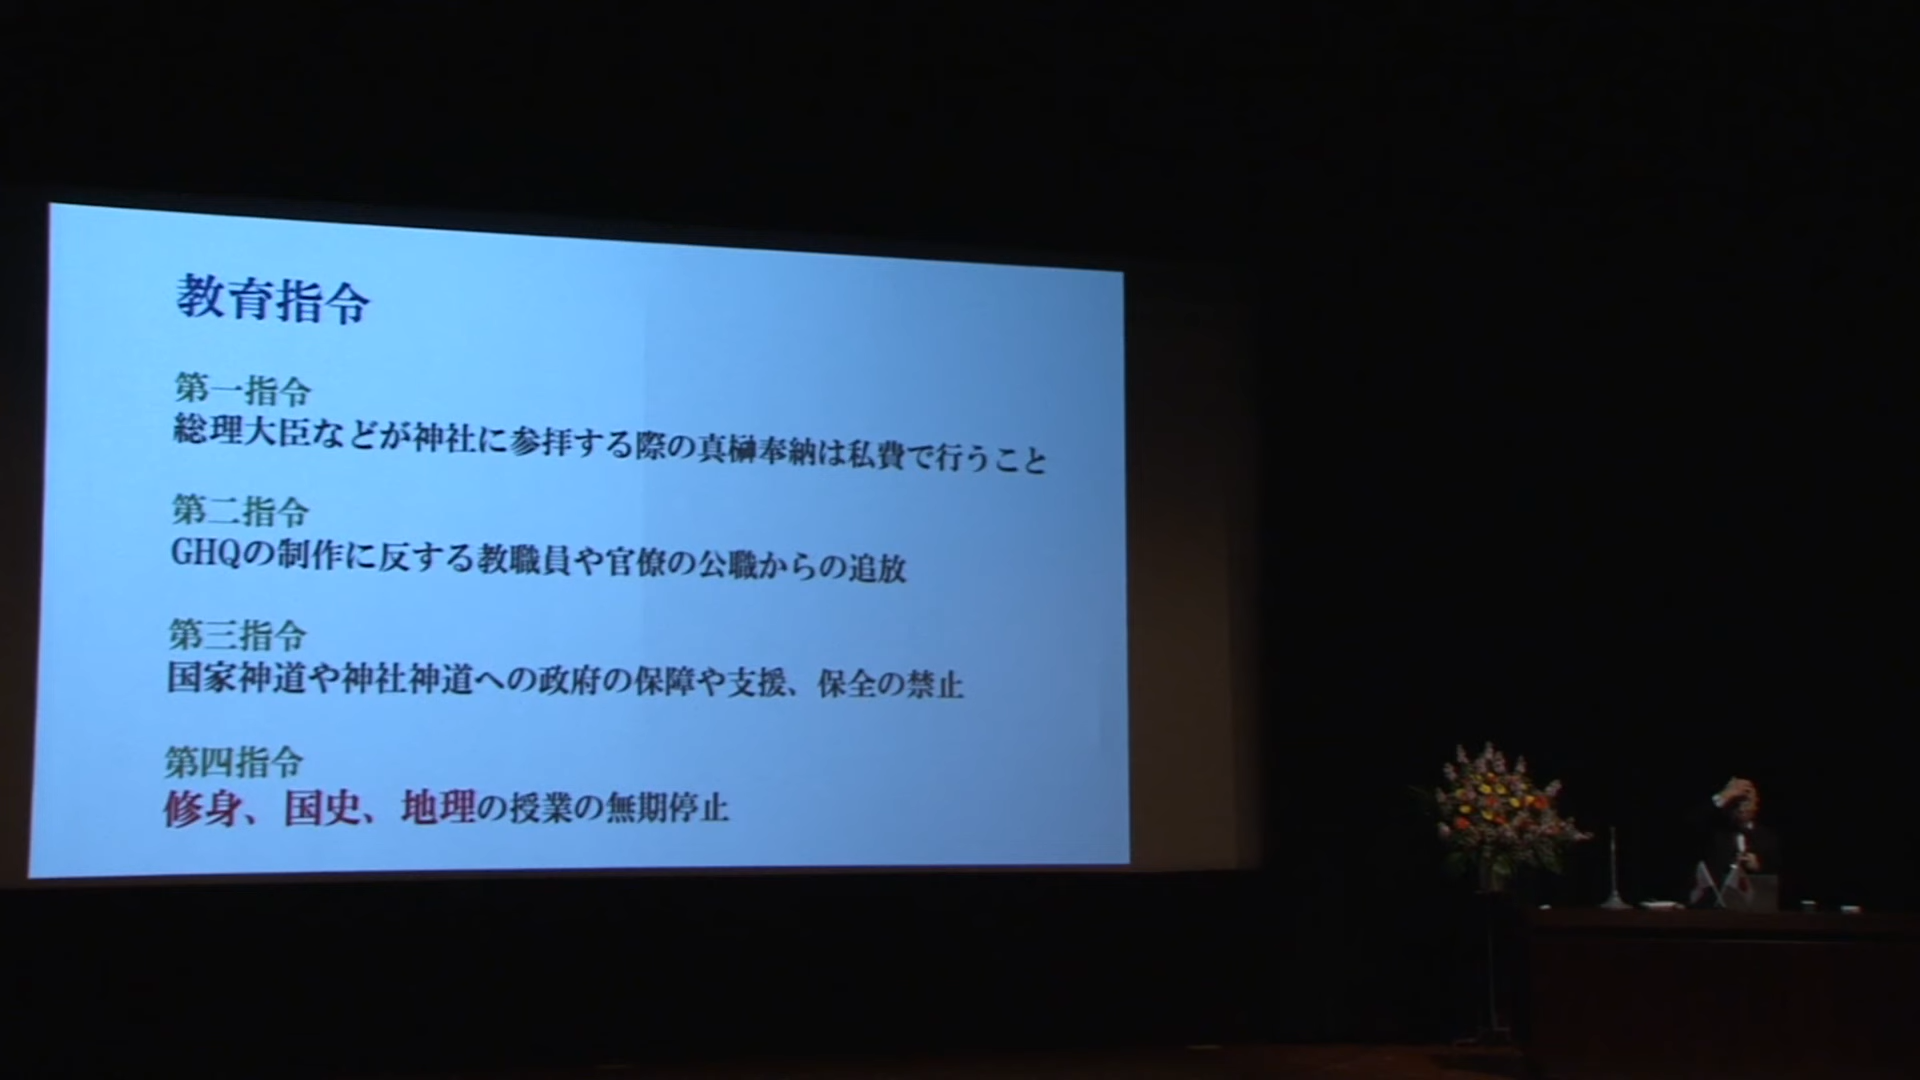 教育指令
第一指令
総理大臣などが神社に参拝する際の真榊奉納は私費で行うこと
第二指令
GHQの制作に反する教職員や官僚の公職からの追放
第三指令
国家神道や神社神道への政府の保障や支援、保全の禁止
第四指令
修身、国史、地理の授業の無期停止